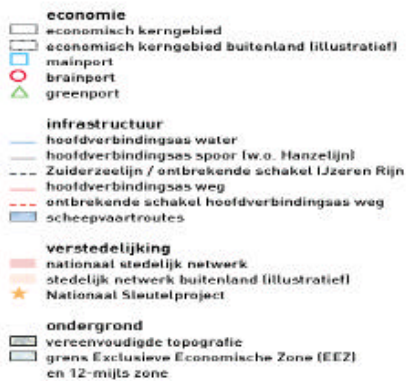 economie
economisch kerngebied
economisch kerngebied buitenland (illustratief)
mainport
brainport
greenport
infrastructuur
hoofdverbindingsas water
hoofdverbindingsas spoor (w.o. Hanzelijn)
Zuiderzeelijn / ontbrekende schakel IJzeren Rijn
hoofdverbindingsas weg
ontbrekende schakel hoofdverbindingsas weg
scheepvaartroutes
verstedelijking
nationaal stedelijk netwerk
stedelijk netwerk buitenland (illustratief)
Nationaal Sleutelproject
ondergrond
vereenvoudigde topografie
grens Exclusieve Economische Zone (EEZ)
en 12-mijls zone